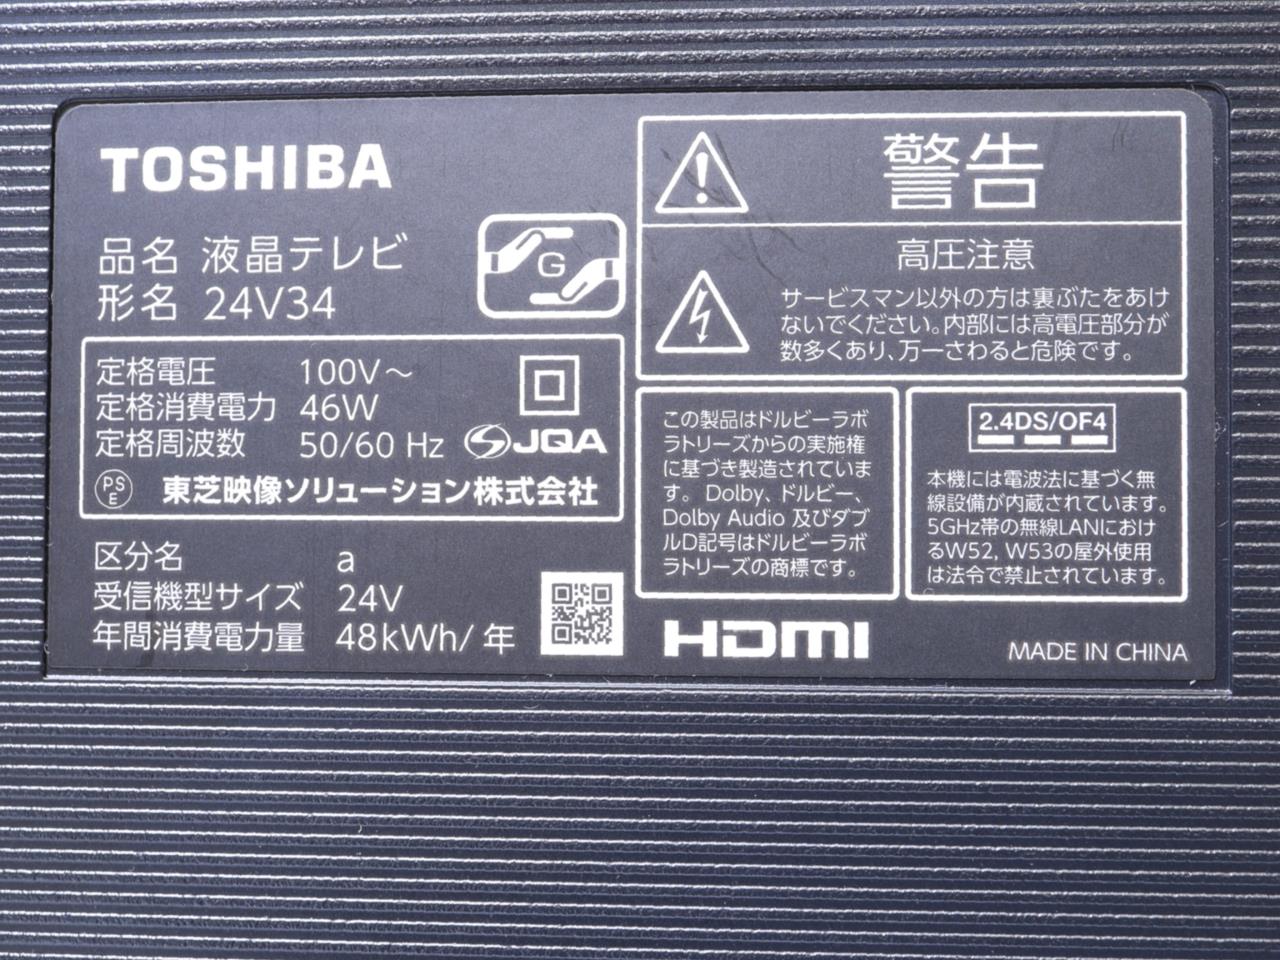 TOSHIBA
品名 液晶テレビ
形名 24V34
G
定格電圧 100V～
定格消費電力 46W
定格周波数 50/60 Hz
JQA
PS
E
東芝映像ソリューション株式会社
区分名 a
受信機型サイズ 24V
年間消費電力量 48kWh/年
警告
高圧注意
サービスマン以外の方は裏ぶたをあけ
ないでください。内部には高電圧部分が
数多くあり、万一さわると危険です。
この製品はドルビーラボ
ラトリーズからの実施権
に基づき製造されていま
す。Dolby、ドルビー、
Dolby Audio 及びダブ
ルD記号はドルビーラボ
ラトリーズの商標です。
2.4DS/OF4
本機には電波法に基づく無
線設備が内蔵されています。
5GHz帯の無線LANにおけ
るW52, W53の屋外使用
は法令で禁止されています。
HDMI
MADE IN CHINA